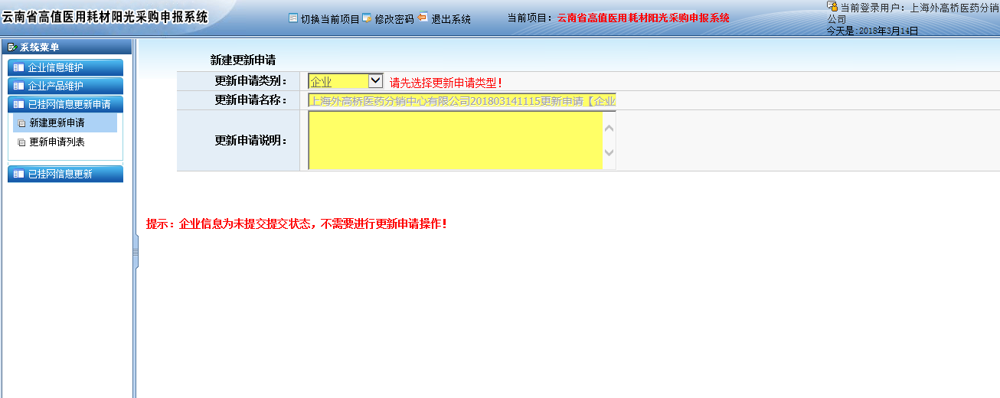 云南省高值医用耗材阳光采购申报系统
切换当前项目 修改密码 退出系统
当前项目：云南省高值医用耗材阳光采购申报系统
当前登录用户：上海外高桥医药分销
公司
今天是:2018年3月14日
系统菜单
企业信息维护
企业产品维护
已挂网信息更新申请
新建更新申请
更新申请列表
已挂网信息更新
新建更新申请
更新申请类别： 企业 请先选择更新申请类型！
更新申请名称： 上海外高桥医药分销中心有限公司201803141115更新申请【企业
更新申请说明：
提示：企业信息为未提交提交状态，不需要进行更新申请操作！